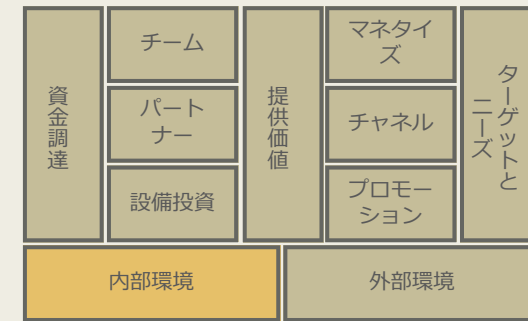 資金調達
チーム
パート
ナー
設備投資
提供価値
マネタイ
ズ
チャネル
プロモー
ション
ターゲットと
ニーズ
内部環境
外部環境